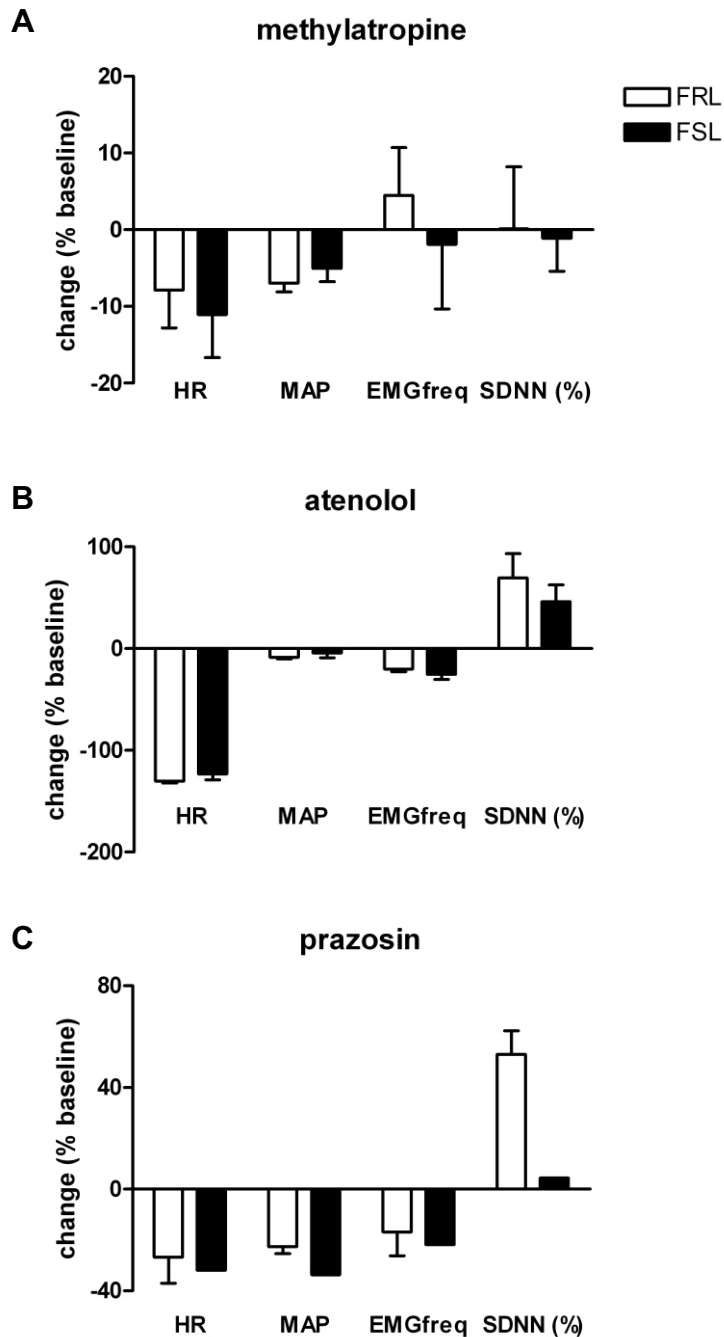 A
methylatropine
FRL
FSL
change (% baseline)
20
10
0
-10
-20
HR MAP EMGfreq SDNN (%)
B
atenolol
change (% baseline)
100
0
-100
-200
HR MAP EMGfreq SDNN (%)
C
prazosin
change (% baseline)
80
40
0
-40
HR MAP EMGfreq SDNN (%)